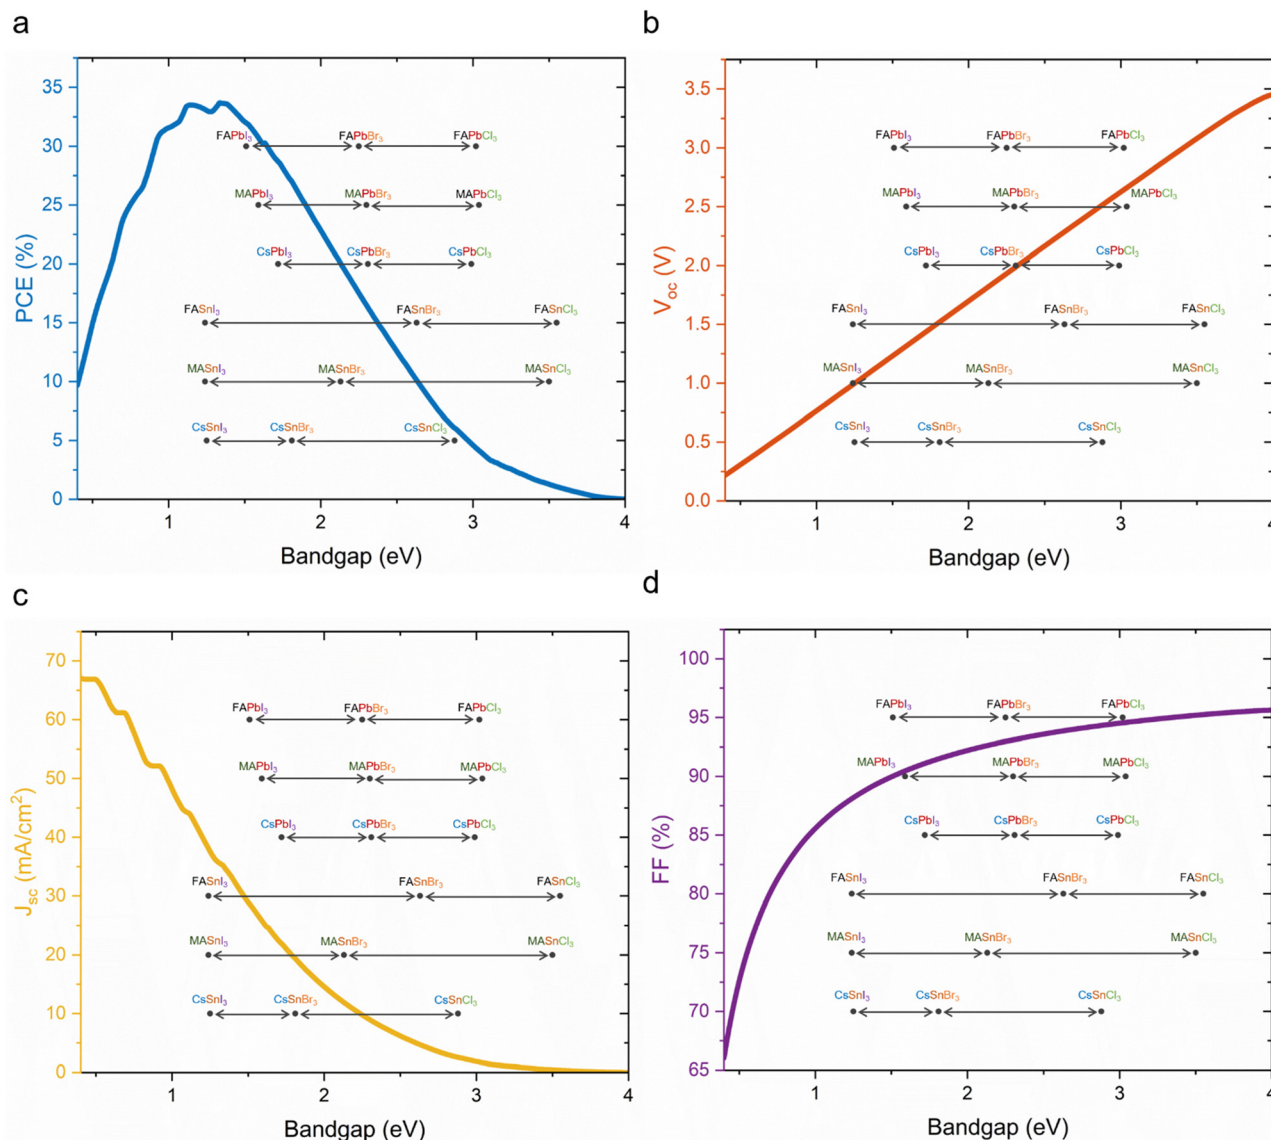 a
PCE (%)
35
30
25
20
15
10
5
0
FAPbI₃ FAPbBr₃ FAPbCl₃
MAPbI₃ MAPbBr₃ MAPbCl₃
CsPbI₃ CsPbBr₃ CsPbCl₃
FASnI₃ FASnBr₃ FASnCl₃
MASnI₃ MASnBr₃ MASnCl₃
CsSnI₃ CsSnBr₃ CsSnCl₃
1 2 3 4
Bandgap (eV)
b
Voc (V)
3.5
3.0
2.5
2.0
1.5
1.0
0.5
0.0
FAPbI₃ FAPbBr₃ FAPbCl₃
MAPbI₃ MAPbBr₃ MAPbCl₃
CsPbI₃ CsPbBr₃ CsPbCl₃
FASnI₃ FASnBr₃ FASnCl₃
MASnI₃ MASnBr₃ MASnCl₃
CsSnI₃ CsSnBr₃ CsSnCl₃
1 2 3 4
Bandgap (eV)
c
Jsc (mA/cm²)
70
60
50
40
30
20
10
0
FAPbI₃ FAPbBr₃ FAPbCl₃
MAPbI₃ MAPbBr₃ MAPbCl₃
CsPbI₃ CsPbBr₃ CsPbCl₃
FASnI₃ FASnBr₃ FASnCl₃
MASnI₃ MASnBr₃ MASnCl₃
CsSnI₃ CsSnBr₃ CsSnCl₃
1 2 3 4
Bandgap (eV)
d
FF (%)
100
95
90
85
80
75
70
65
FAPbI₃ FAPbBr₃ FAPbCl₃
MAPbI₃ MAPbBr₃ MAPbCl₃
CsPbI₃ CsPbBr₃ CsPbCl₃
FASnI₃ FASnBr₃ FASnCl₃
MASnI₃ MASnBr₃ MASnCl₃
CsSnI₃ CsSnBr₃ CsSnCl₃
1 2 3 4
Bandgap (eV)